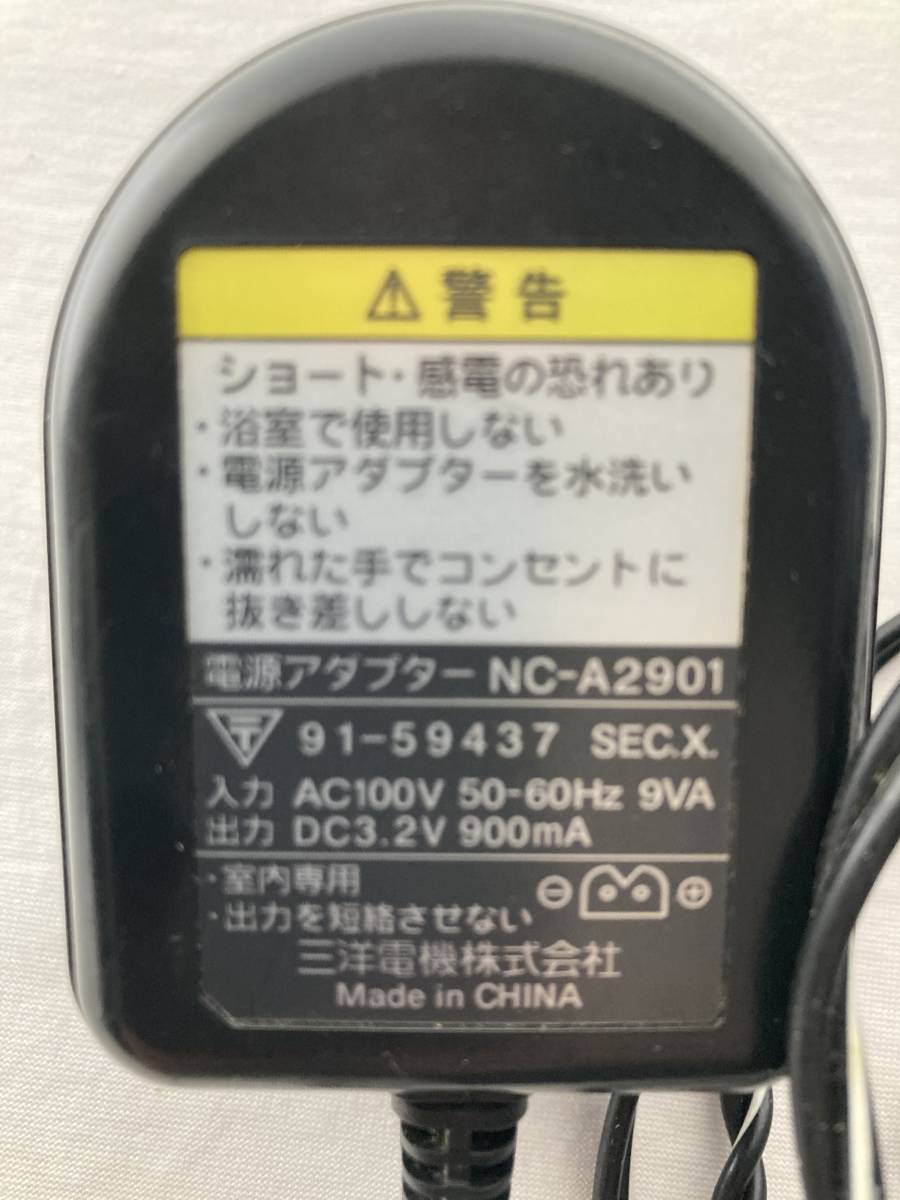 ⚠ 警告
ショート・感電の恐れあり
・浴室で使用しない
・電源アダプターを水洗い
しない
・濡れた手でコンセントに
抜き差ししない
電源アダプター NC-A2901
T 91-59437 SEC.X.
入力 AC100V 50-60Hz 9VA
出力 DC3.2V 900mA
・室内専用
・出力を短絡させない
⊖ ⊕
三洋電機株式会社
Made in CHINA